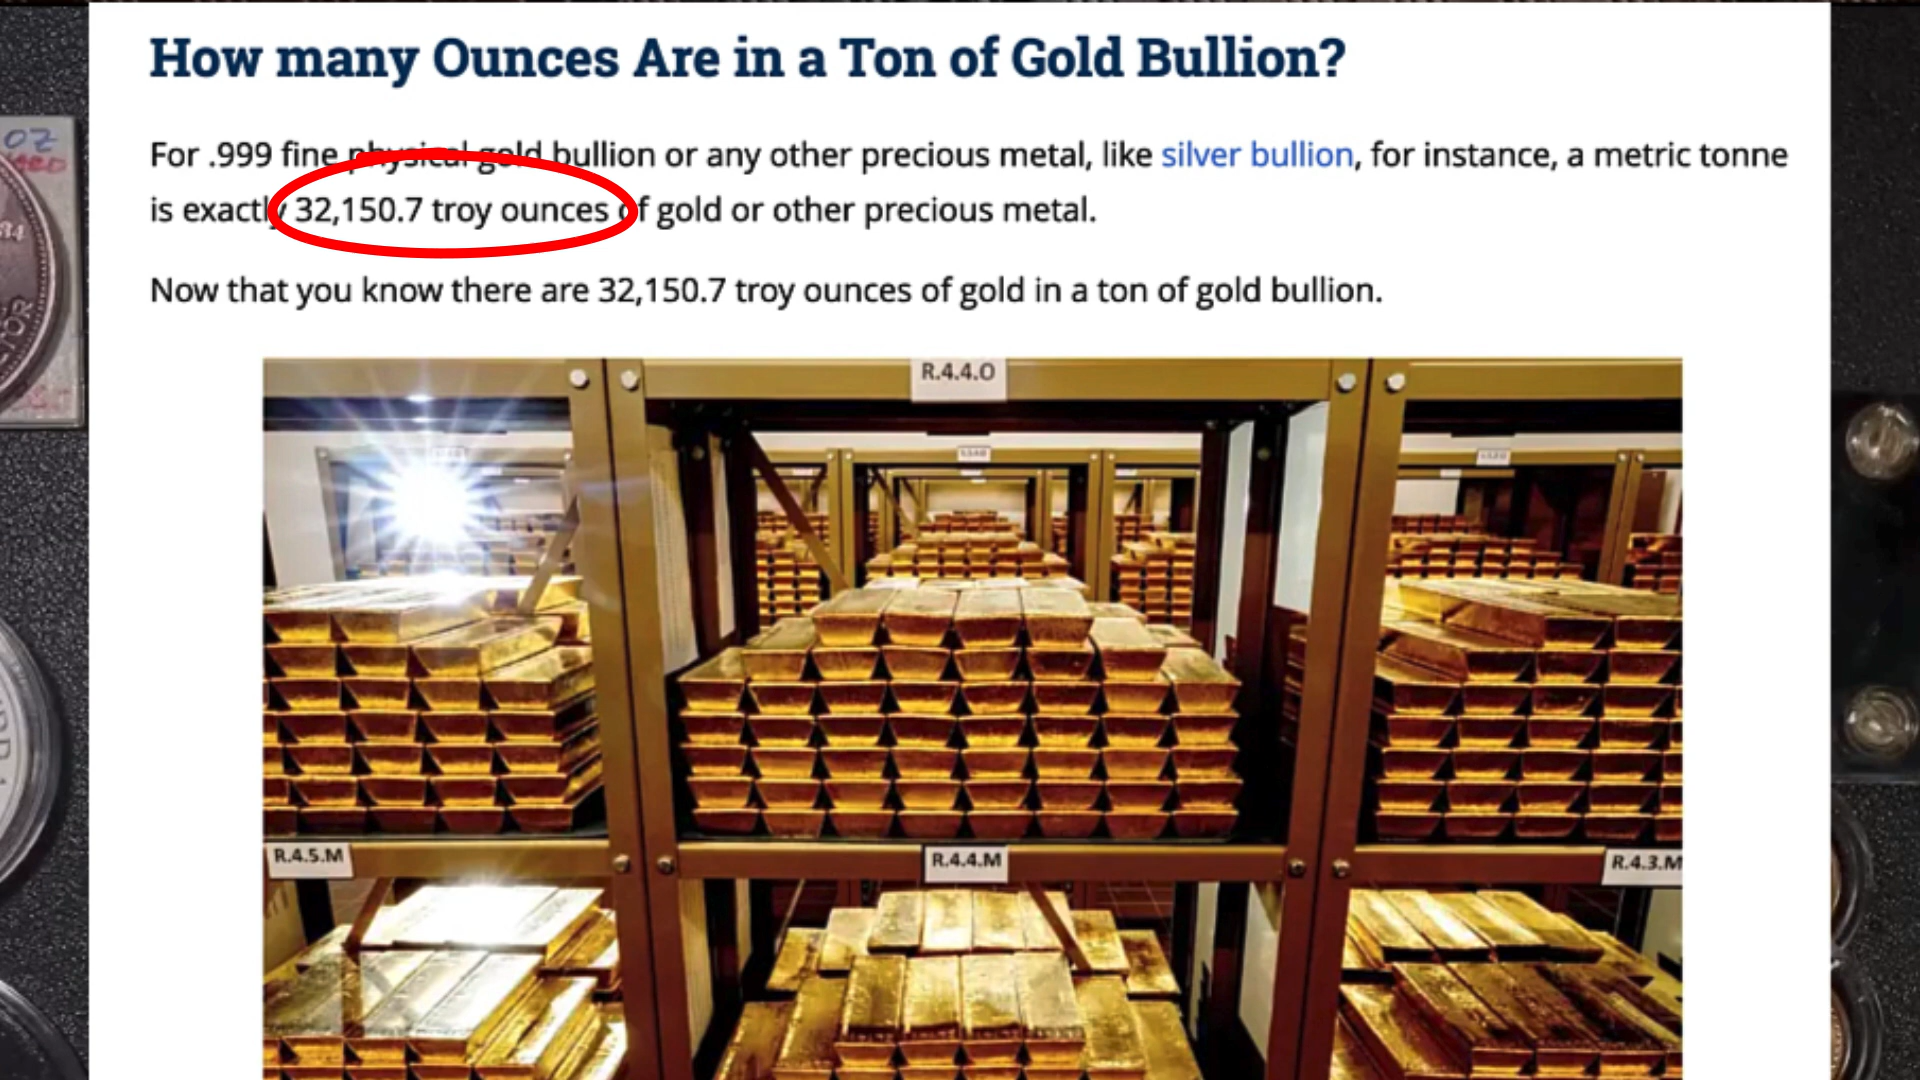 How many Ounces Are in a Ton of Gold Bullion?
For .999 fine physical gold bullion or any other precious metal, like silver bullion, for instance, a metric tonne
is exactly 32,150.7 troy ounces of gold or other precious metal.
Now that you know there are 32,150.7 troy ounces of gold in a ton of gold bullion.
OZ
R.4.4.O
R.4.5.M
R.4.4.M
R.4.3.M